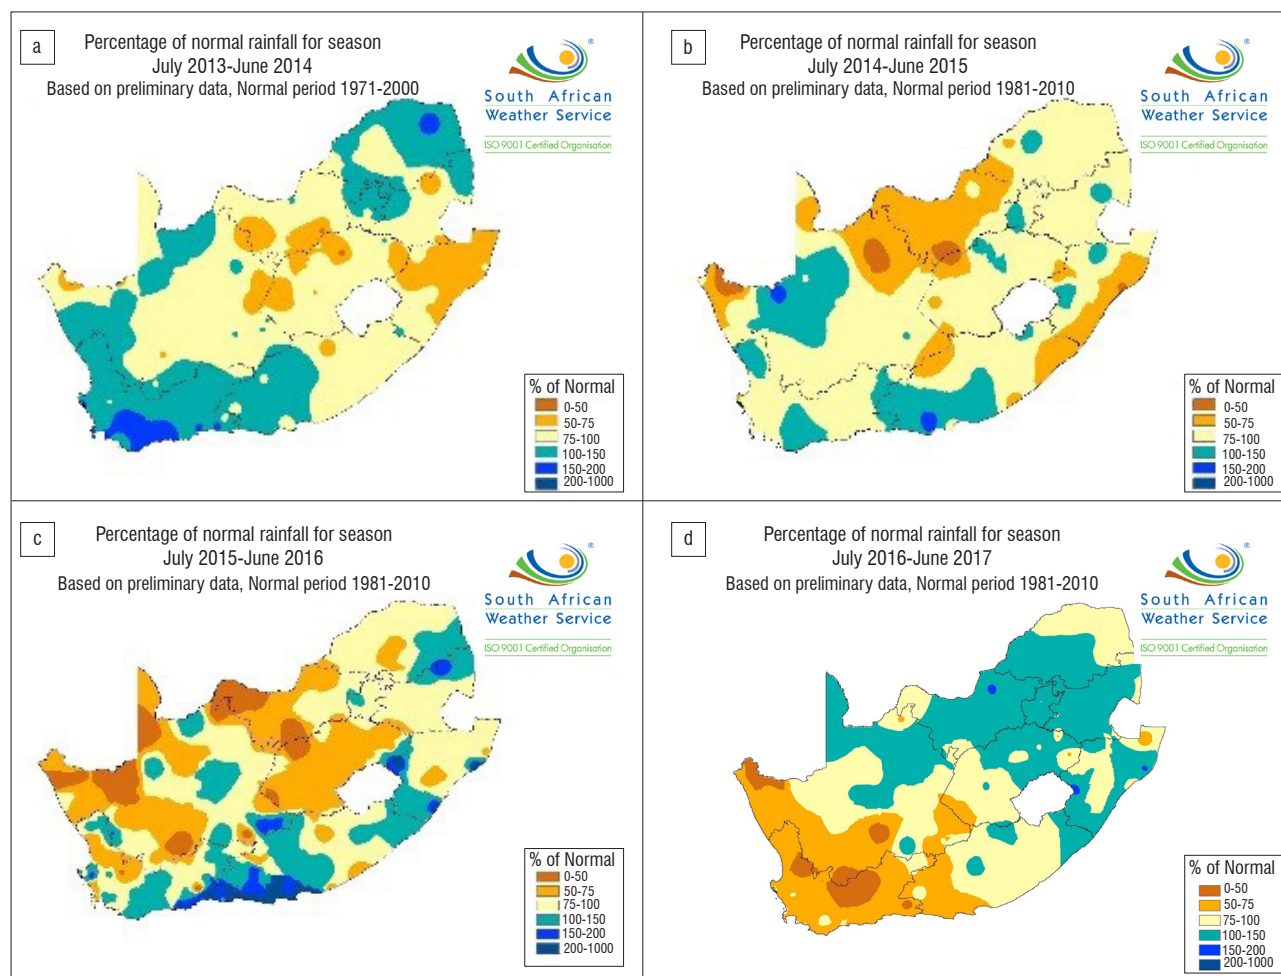 a
Percentage of normal rainfall for season
July 2013-June 2014
Based on preliminary data, Normal period 1971-2000
®
South African
Weather Service
ISO 9001 Certified Organisation
% of Normal
0-50
50-75
75-100
100-150
150-200
200-1000
b
Percentage of normal rainfall for season
July 2014-June 2015
Based on preliminary data, Normal period 1981-2010
®
South African
Weather Service
ISO 9001 Certified Organisation
% of Normal
0-50
50-75
75-100
100-150
150-200
200-1000
c
Percentage of normal rainfall for season
July 2015-June 2016
Based on preliminary data, Normal period 1981-2010
®
South African
Weather Service
ISO 9001 Certified Organisation
% of Normal
0-50
50-75
75-100
100-150
150-200
200-1000
d
Percentage of normal rainfall for season
July 2016-June 2017
Based on preliminary data, Normal period 1981-2010
®
South African
Weather Service
ISO 9001 Certified Organisation
% of Normal
0-50
50-75
75-100
100-150
150-200
200-1000